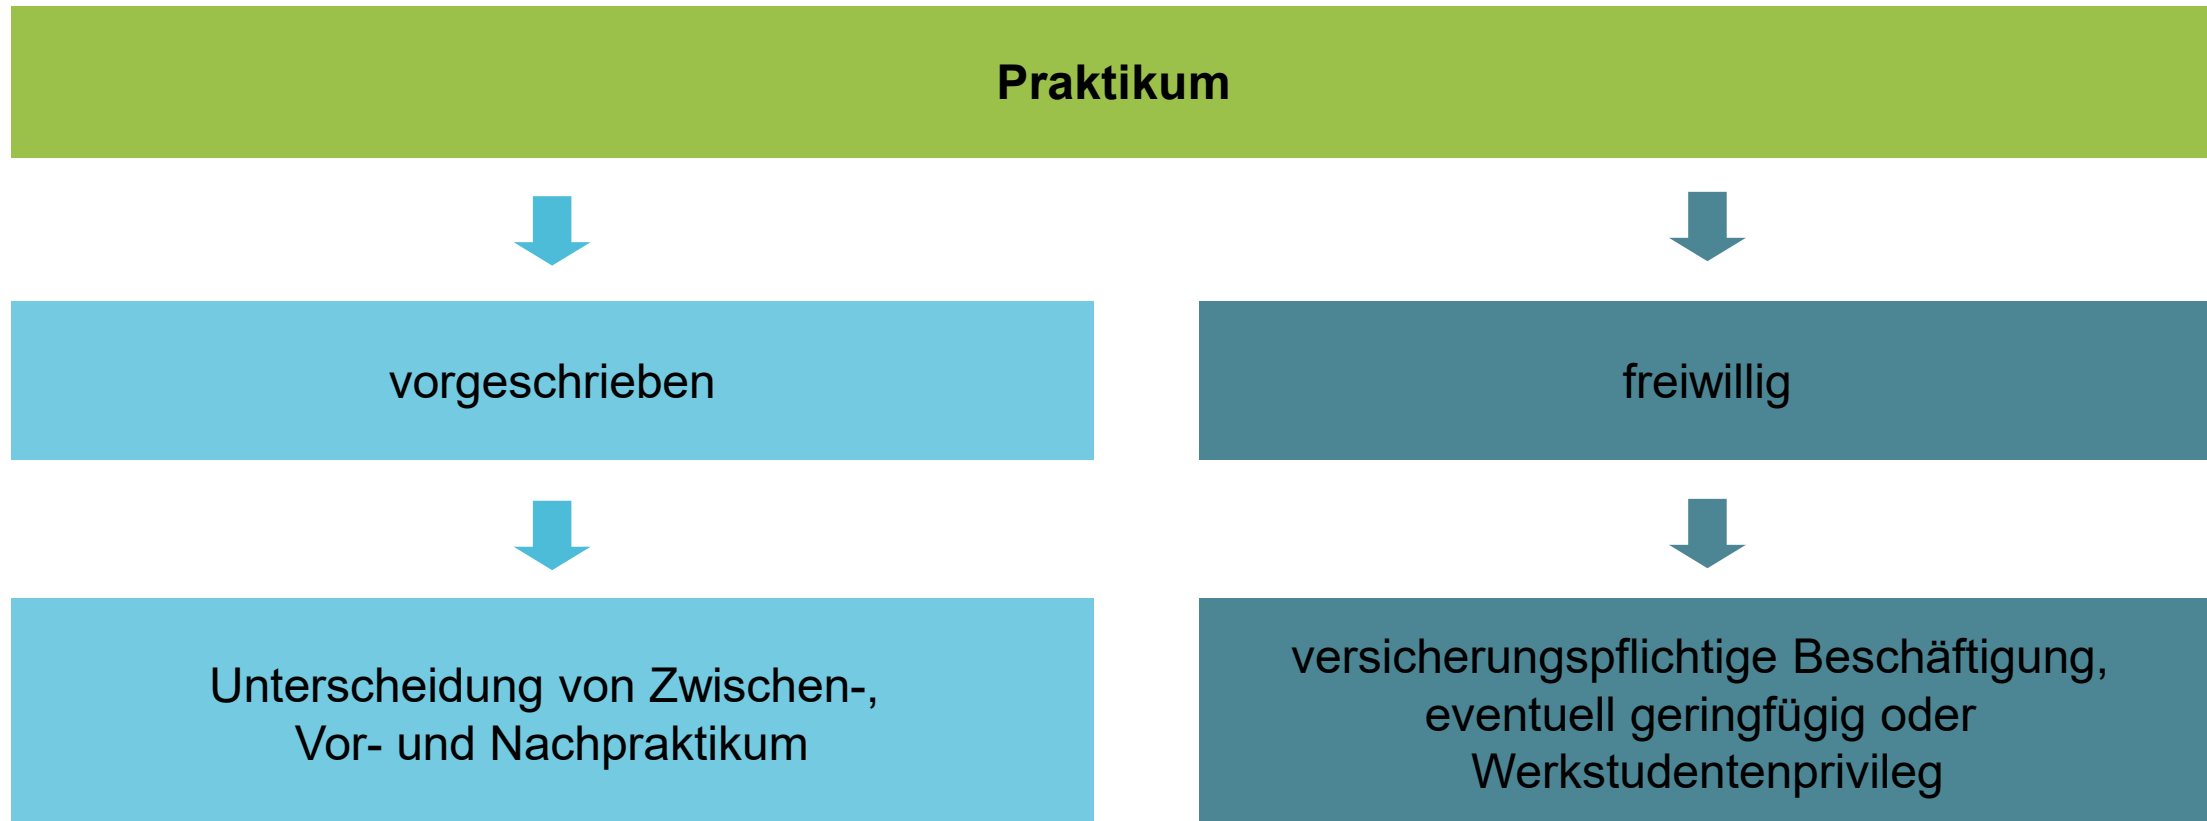 Praktikum
vorgeschrieben
freiwillig
Unterscheidung von Zwischen-,
Vor- und Nachpraktikum
versicherungspflichtige Beschäftigung,
eventuell geringfügig oder
Werkstudentenprivileg